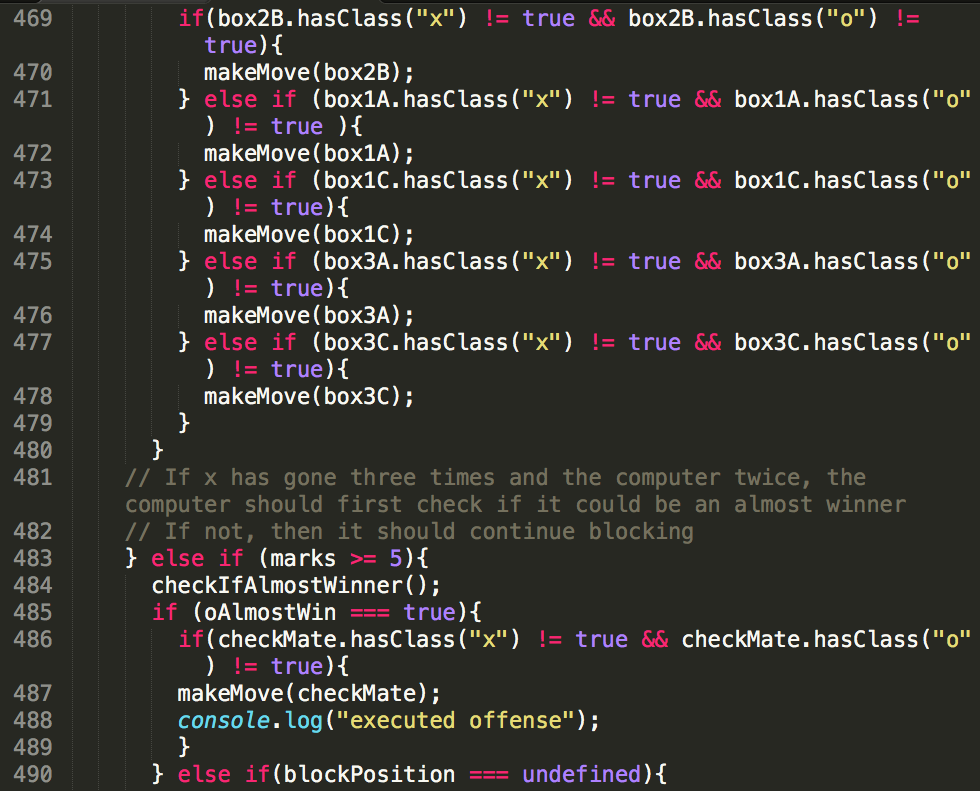 469 if(box2B.hasClass("x") != true && box2B.hasClass("o") !=
true){
470 makeMove(box2B);
471 } else if (box1A.hasClass("x") != true && box1A.hasClass("o"
) != true ){
472 makeMove(box1A);
473 } else if (box1C.hasClass("x") != true && box1C.hasClass("o"
) != true){
474 makeMove(box1C);
475 } else if (box3A.hasClass("x") != true && box3A.hasClass("o"
) != true){
476 makeMove(box3A);
477 } else if (box3C.hasClass("x") != true && box3C.hasClass("o"
) != true){
478 makeMove(box3C);
479 }
480 }
481 // If x has gone three times and the computer twice, the
computer should first check if it could be an almost winner
482 // If not, then it should continue blocking
483 } else if (marks >= 5){
484 checkIfAlmostWinner();
485 if (oAlmostWin === true){
486 if(checkMate.hasClass("x") != true && checkMate.hasClass("o"
) != true){
487 makeMove(checkMate);
488 console.log("executed offense");
489 }
490 } else if(blockPosition === undefined){